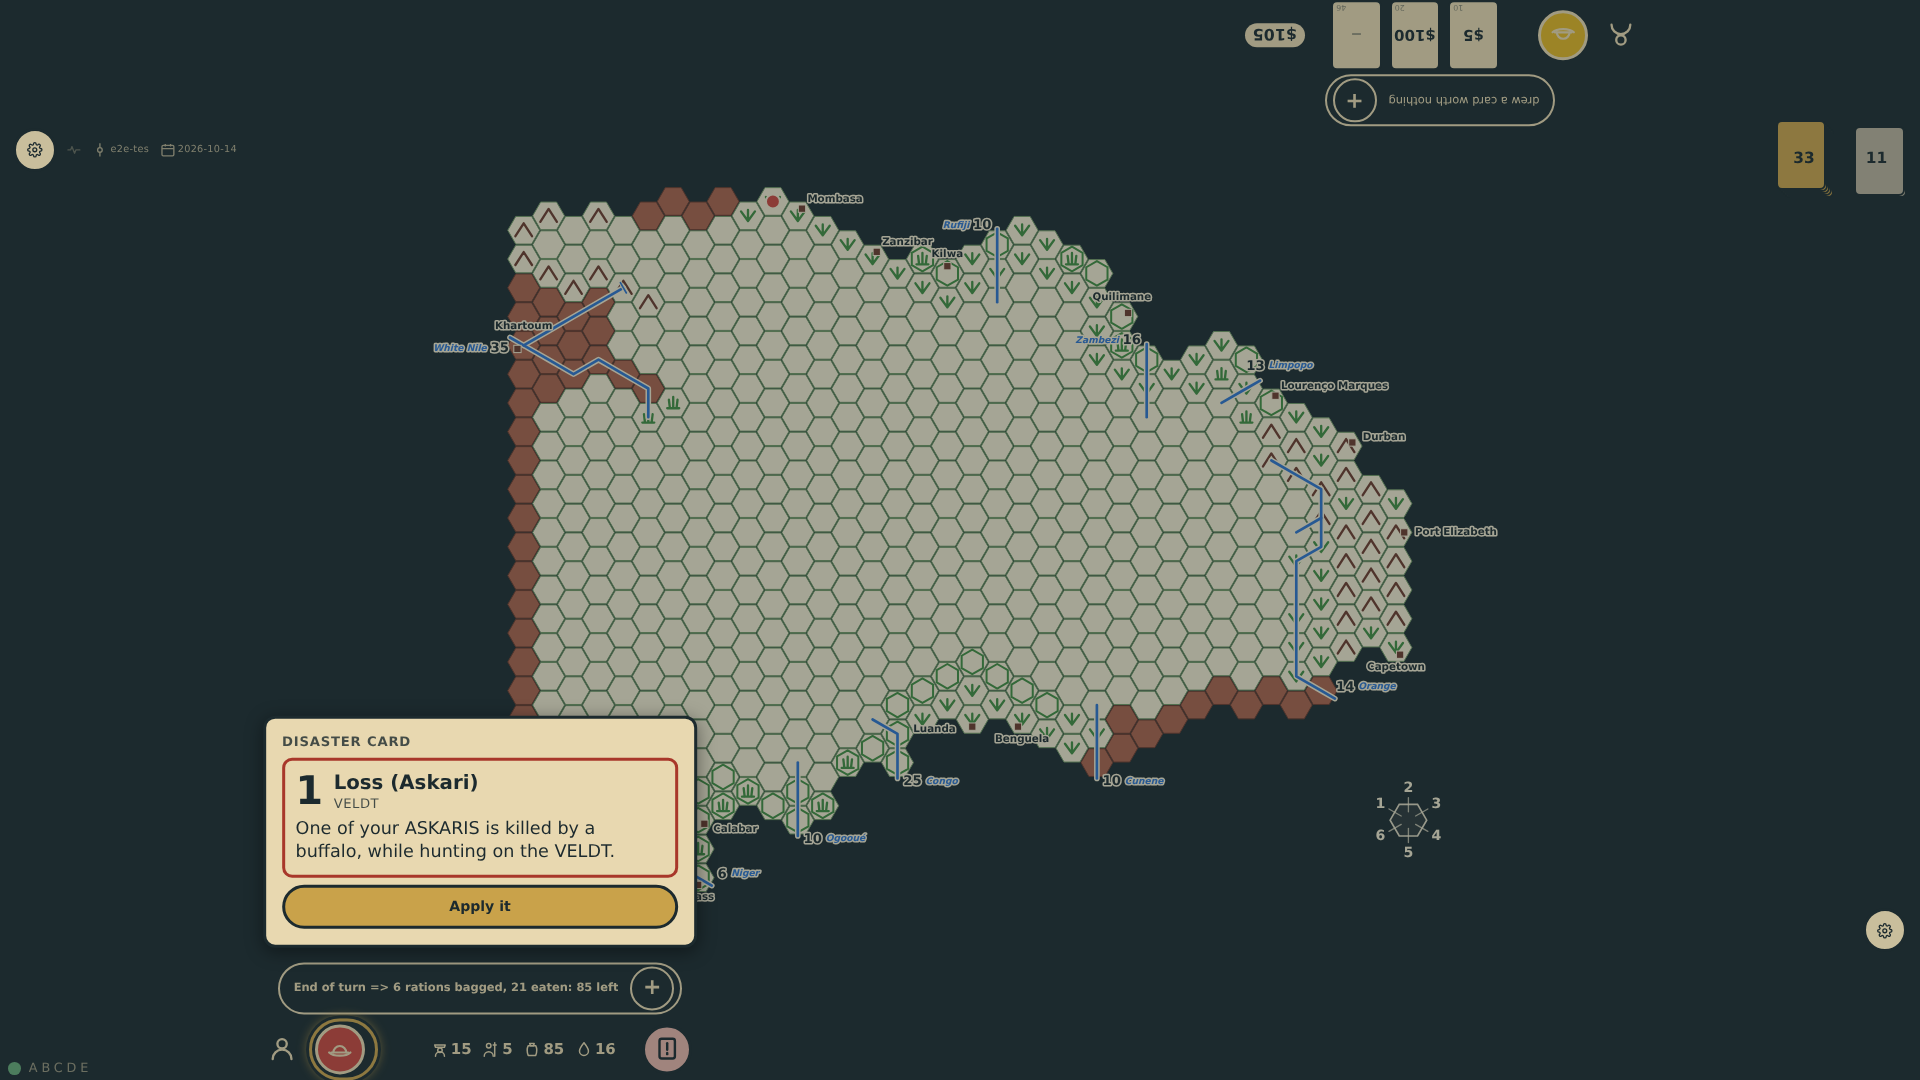 $105
46
–
20
$100
10
$5
drew a card worth nothing
e2e-tes
2026-10-14
33
11
Mombasa
Rufiji 10
Zanzibar
Kilwa
Quilimane
Khartoum
White Nile 35
Zambezi 16
13 Limpopo
Lourenço Marques
Durban
Port Elizabeth
Capetown
14 Orange
Luanda
Benguela
25 Congo
10 Cunene
Calabar
10 Ogooué
6 Niger
ass
2
1 3
6 4
5
DISASTER CARD
1 Loss (Askari)
VELDT
One of your ASKARIS is killed by a
buffalo, while hunting on the VELDT.
Apply it
End of turn => 6 rations bagged, 21 eaten: 85 left
+
15 5 85 16
A B C D E